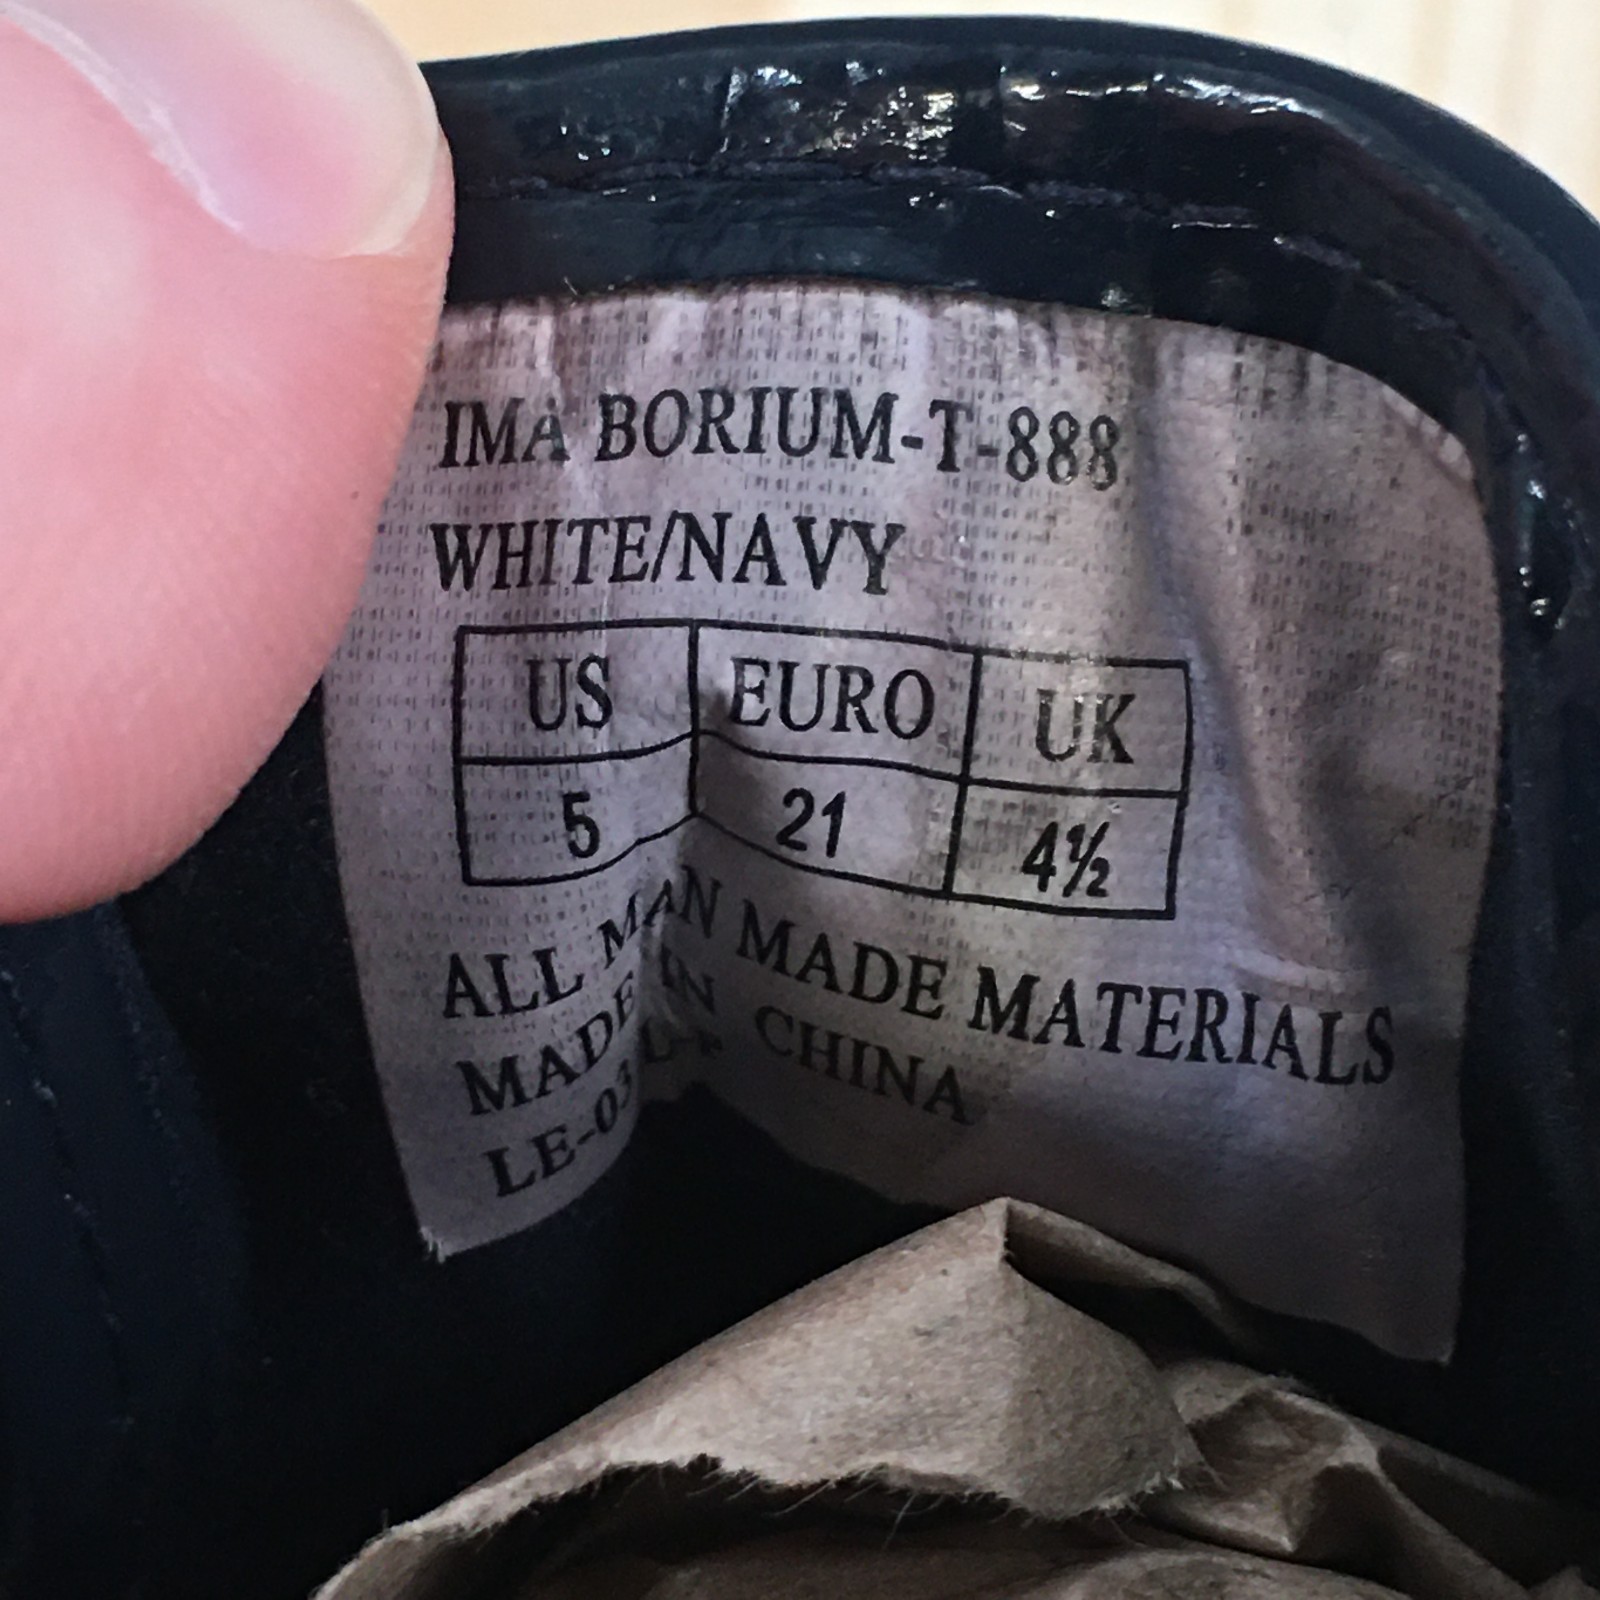 IMA BORIUM-T-888
WHITE/NAVY
US EURO UK
5 21 4½
ALL MAN MADE MATERIALS
MADE IN CHINA